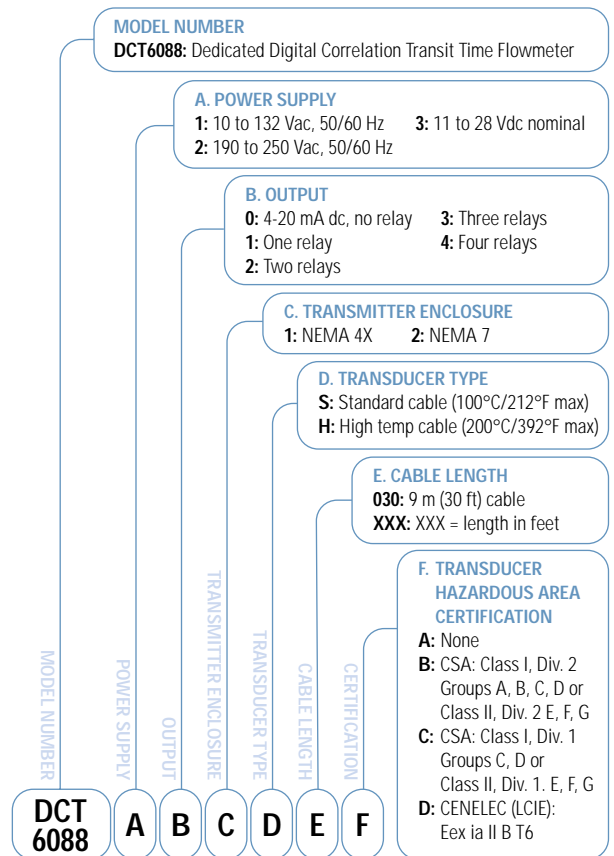 MODEL NUMBER
DCT6088: Dedicated Digital Correlation Transit Time Flowmeter
A. POWER SUPPLY
1: 10 to 132 Vac, 50/60 Hz 3: 11 to 28 Vdc nominal
2: 190 to 250 Vac, 50/60 Hz
B. OUTPUT
0: 4-20 mA dc, no relay 3: Three relays
1: One relay 4: Four relays
2: Two relays
C. TRANSMITTER ENCLOSURE
1: NEMA 4X 2: NEMA 7
D. TRANSDUCER TYPE
S: Standard cable (100°C/212°F max)
H: High temp cable (200°C/392°F max)
E. CABLE LENGTH
030: 9 m (30 ft) cable
XXX: XXX = length in feet
F. TRANSDUCER
HAZARDOUS AREA
CERTIFICATION
A: None
B: CSA: Class I, Div. 2
Groups A, B, C, D or
Class II, Div. 2 E, F, G
C: CSA: Class I, Div. 1
Groups C, D or
Class II, Div. 1. E, F, G
D: CENELEC (LCIE):
Eex ia II B T6
MODEL NUMBER
POWER SUPPLY
OUTPUT
TRANSMITTER ENCLOSURE
TRANSDUCER TYPE
CABLE LENGTH
CERTIFICATION
DCT
6088
A B C D E F